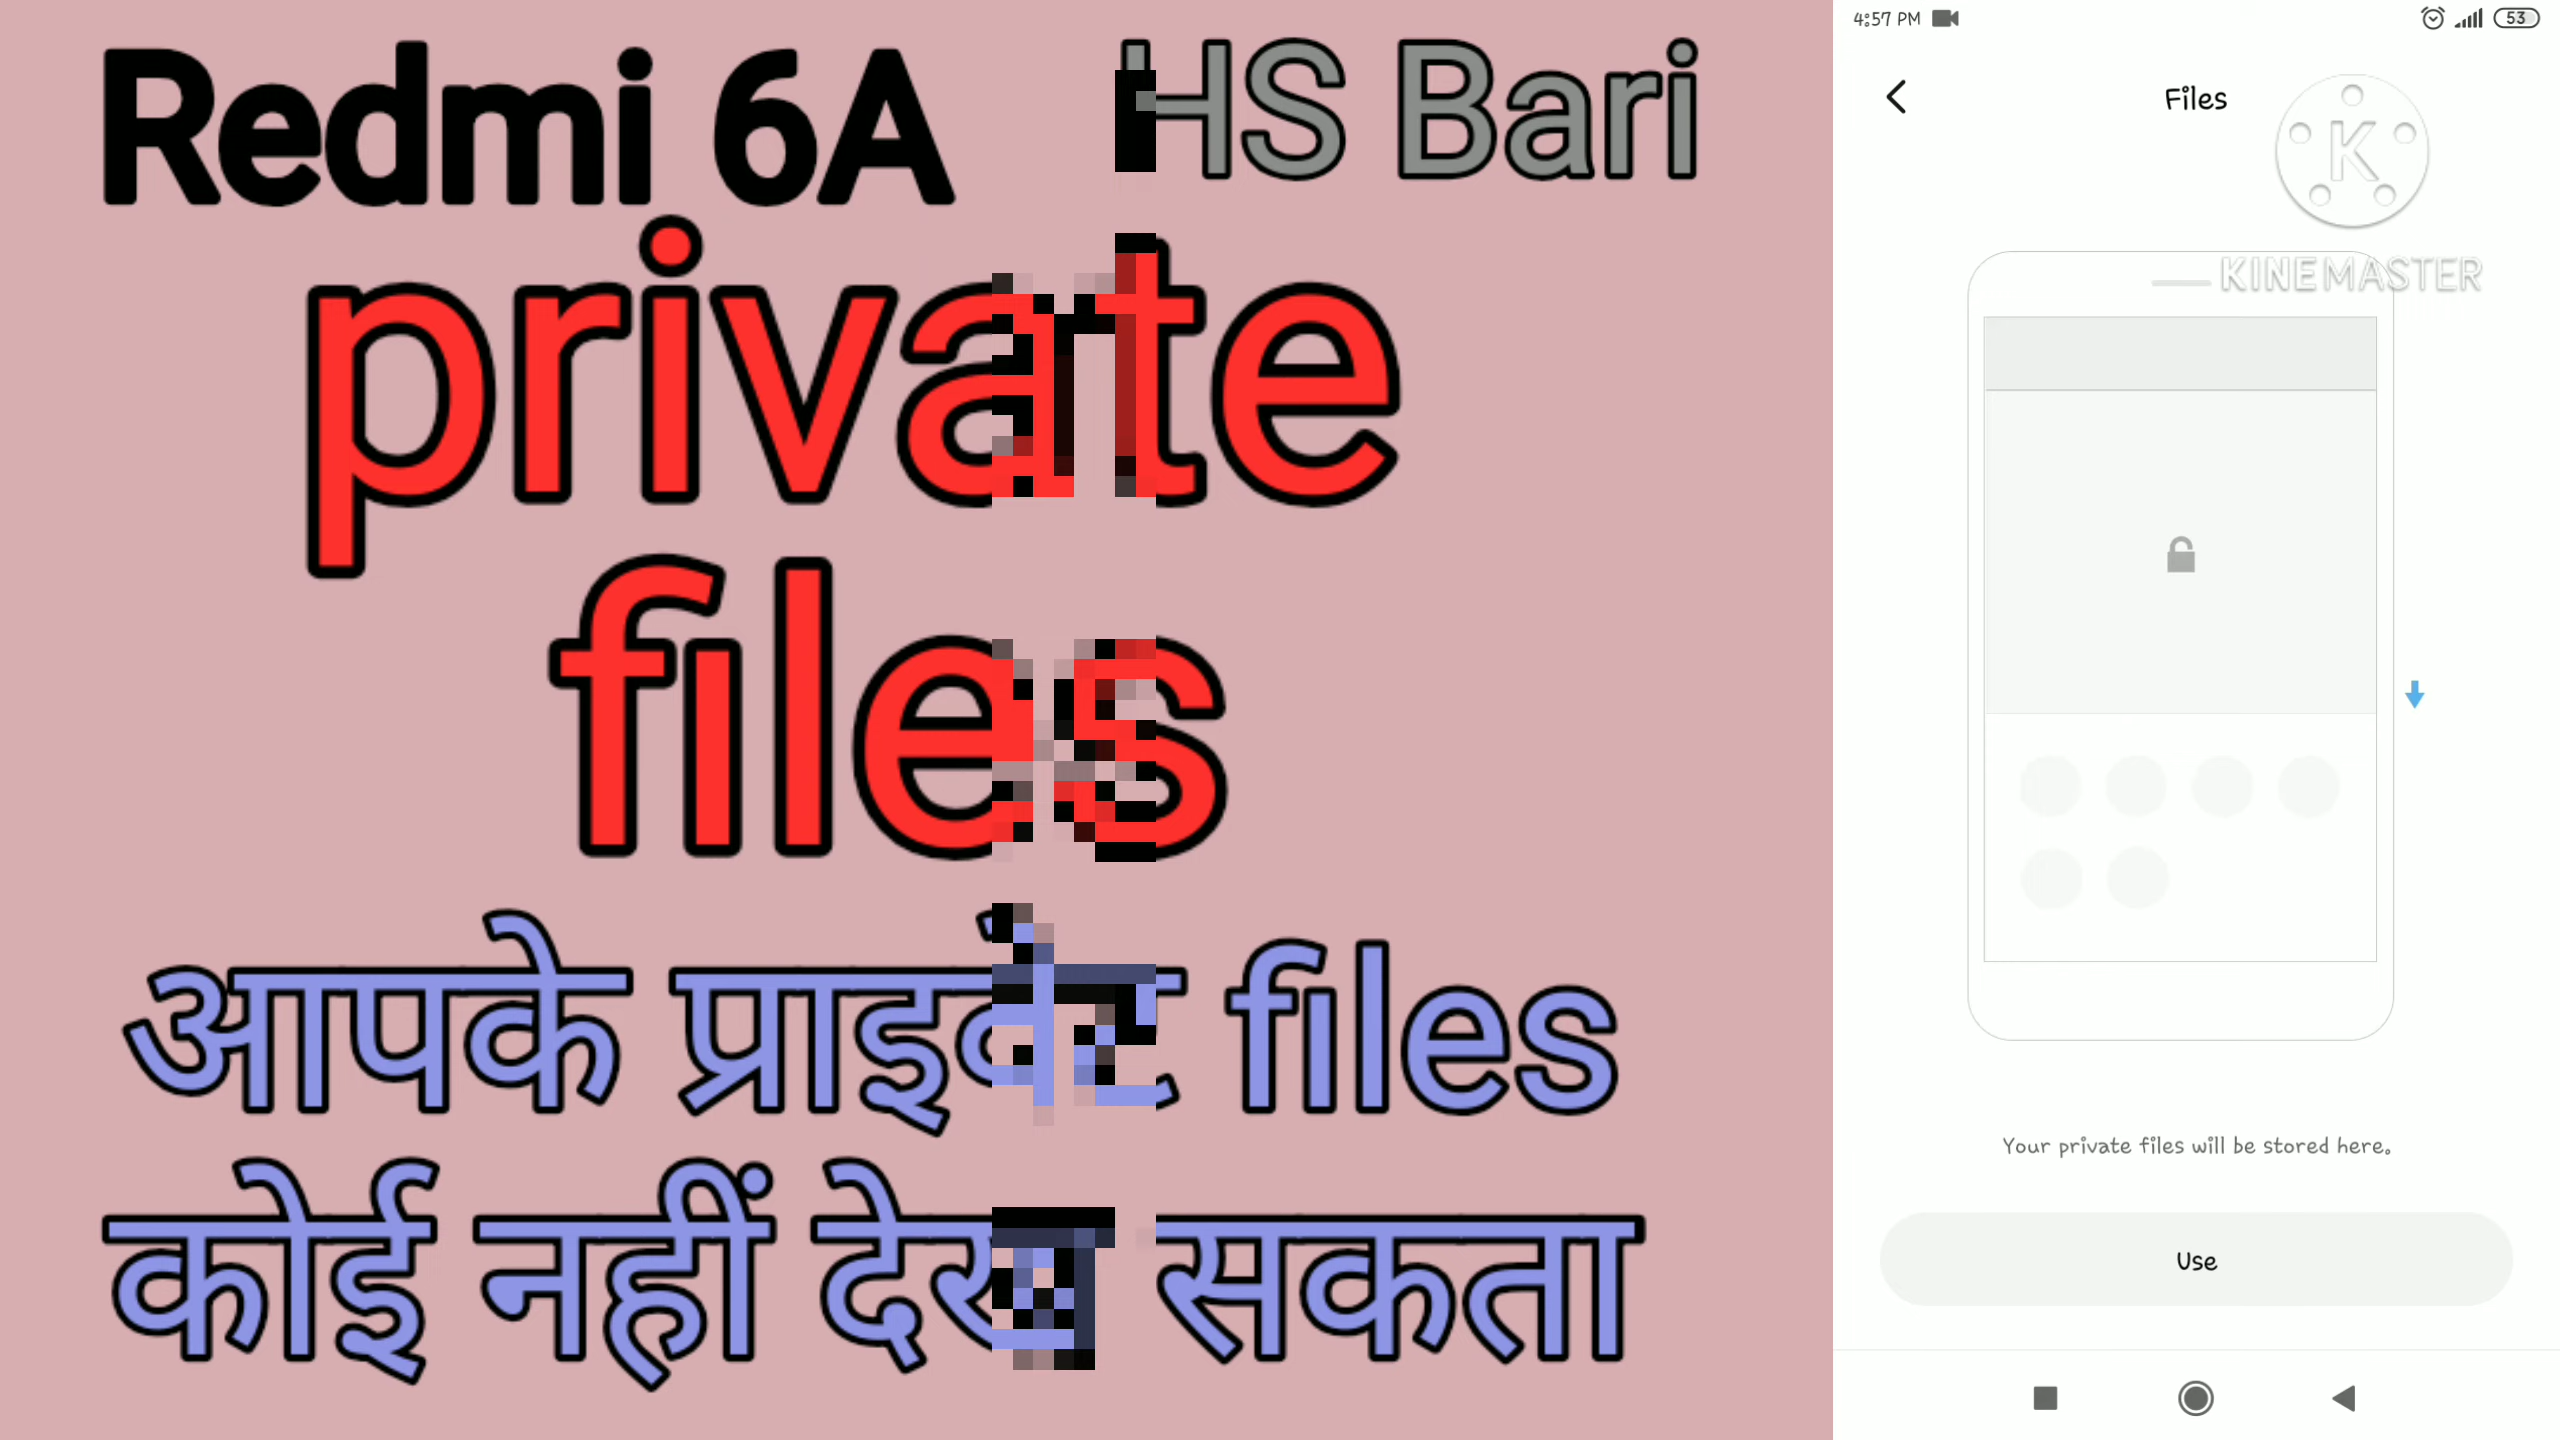 Redmi 6A HS Bari
private
files
आपके प्राइवेट files
कोई नहीं देख सकता
4:57 PM 53
Files
K
KINEMASTER
Your private files will be stored here.
Use